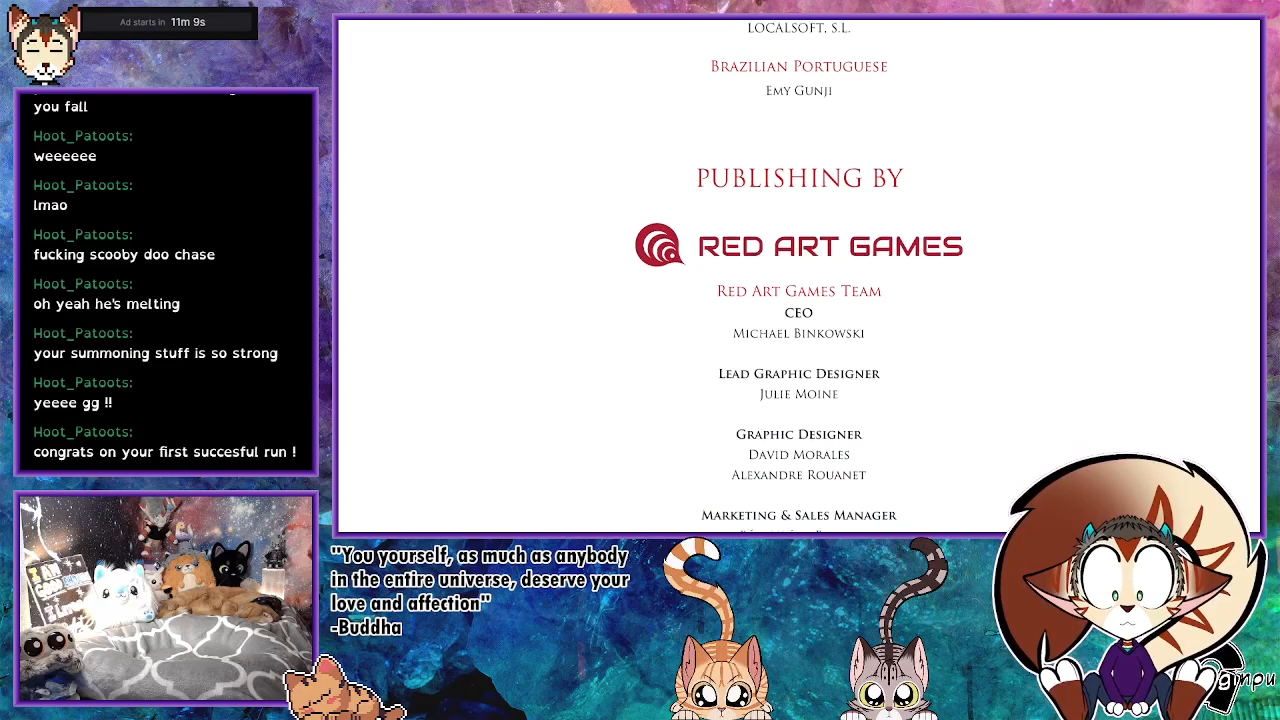 Ad starts in 11m 9s
you fall
Hoot_Patoots:
weeeeee
Hoot_Patoots:
lmao
Hoot_Patoots:
fucking scooby doo chase
Hoot_Patoots:
oh yeah he's melting
Hoot_Patoots:
your summoning stuff is so strong
Hoot_Patoots:
yeeee gg !!
Hoot_Patoots:
congrats on your first succesful run !
LOCALSOFT, S.L.
BRAZILIAN PORTUGUESE
EMY GUNJI
PUBLISHING BY
RED ART GAMES
RED ART GAMES TEAM
CEO
MICHAEL BINKOWSKI
LEAD GRAPHIC DESIGNER
JULIE MOINE
GRAPHIC DESIGNER
DAVID MORALES
ALEXANDRE ROUANET
MARKETING & SALES MANAGER
"You yourself, as much as anybody
in the entire universe, deserve your
love and affection"
-Buddha